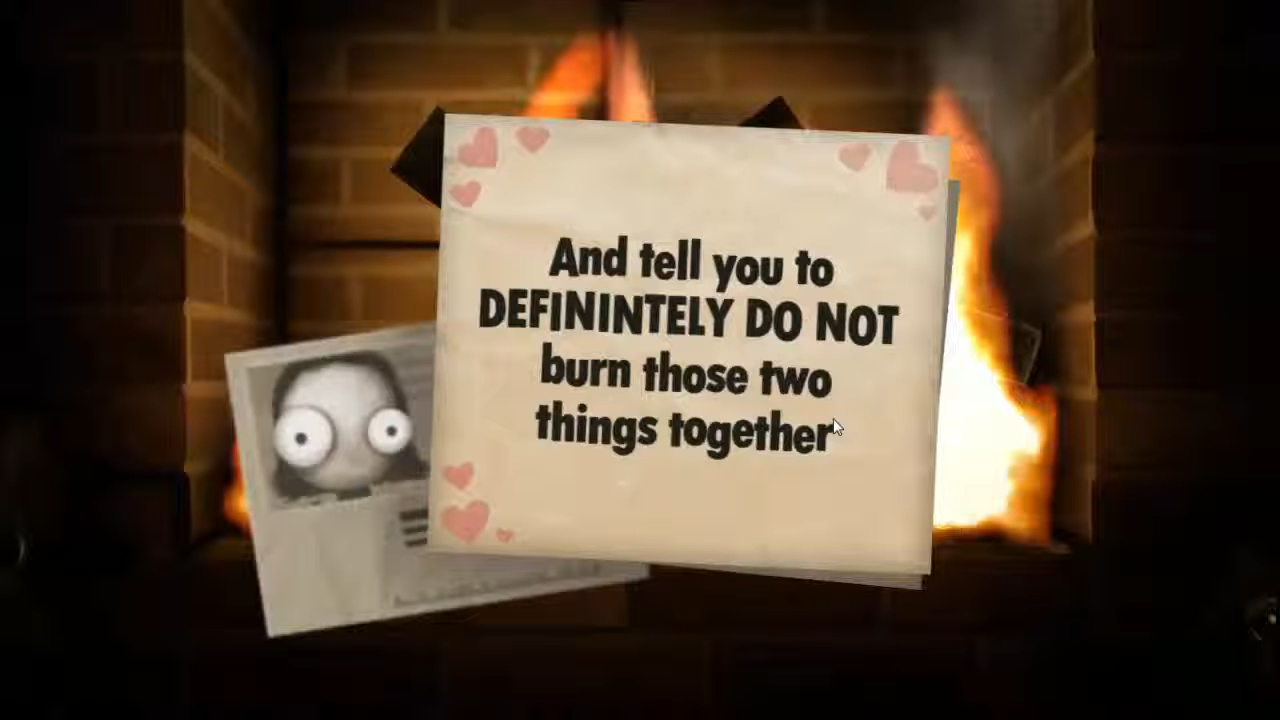 And tell you to
DEFININTELY DO NOT
burn those two
things together